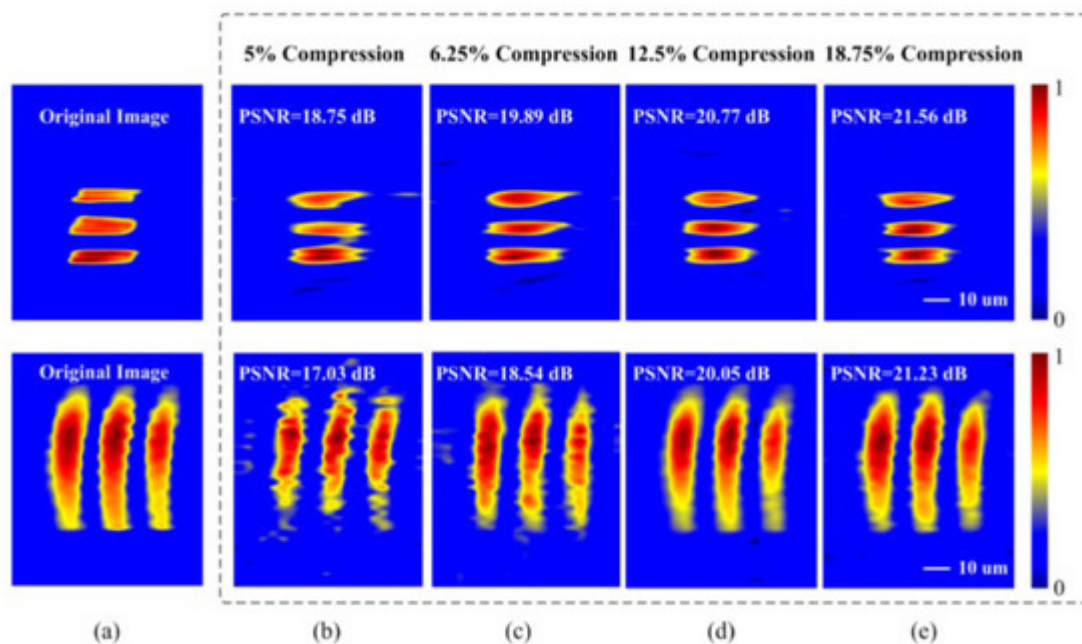 5% Compression 6.25% Compression 12.5% Compression 18.75% Compression
Original Image PSNR=18.75 dB PSNR=19.89 dB PSNR=20.77 dB PSNR=21.56 dB 1
10 um 0
Original Image PSNR=17.03 dB PSNR=18.54 dB PSNR=20.05 dB PSNR=21.23 dB 1
10 um 0
(a) (b) (c) (d) (e)